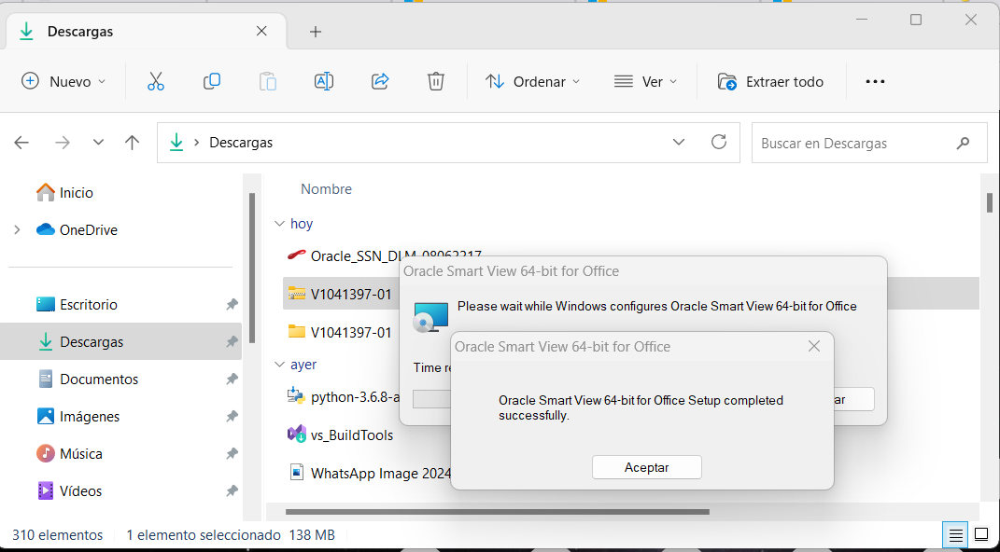 Descargas
Nuevo
Ordenar
Ver
Extraer todo
Descargas
Buscar en Descargas
Inicio
OneDrive
Escritorio
Descargas
Documentos
Imágenes
Música
Vídeos
Nombre
hoy
Oracle_SSN_DLM_08062217
V1041397-01
V1041397-01
ayer
python-3.6.8-a
vs_BuildTools
WhatsApp Image 2024
Oracle Smart View 64-bit for Office
Please wait while Windows configures Oracle Smart View 64-bit for Office
Time re
ar
Oracle Smart View 64-bit for Office
Oracle Smart View 64-bit for Office Setup completed
successfully.
Aceptar
310 elementos
1 elemento seleccionado 138 MB